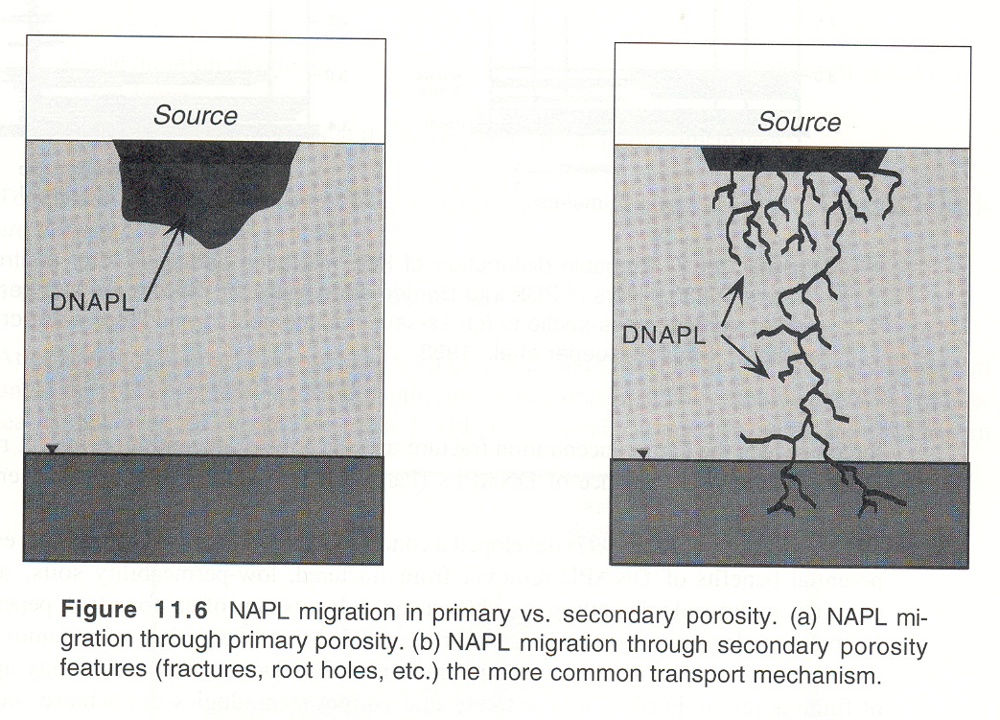 Source
Source
DNAPL
DNAPL
Figure 11.6 NAPL migration in primary vs. secondary porosity. (a) NAPL mi-
gration through primary porosity. (b) NAPL migration through secondary porosity
features (fractures, root holes, etc.) the more common transport mechanism.